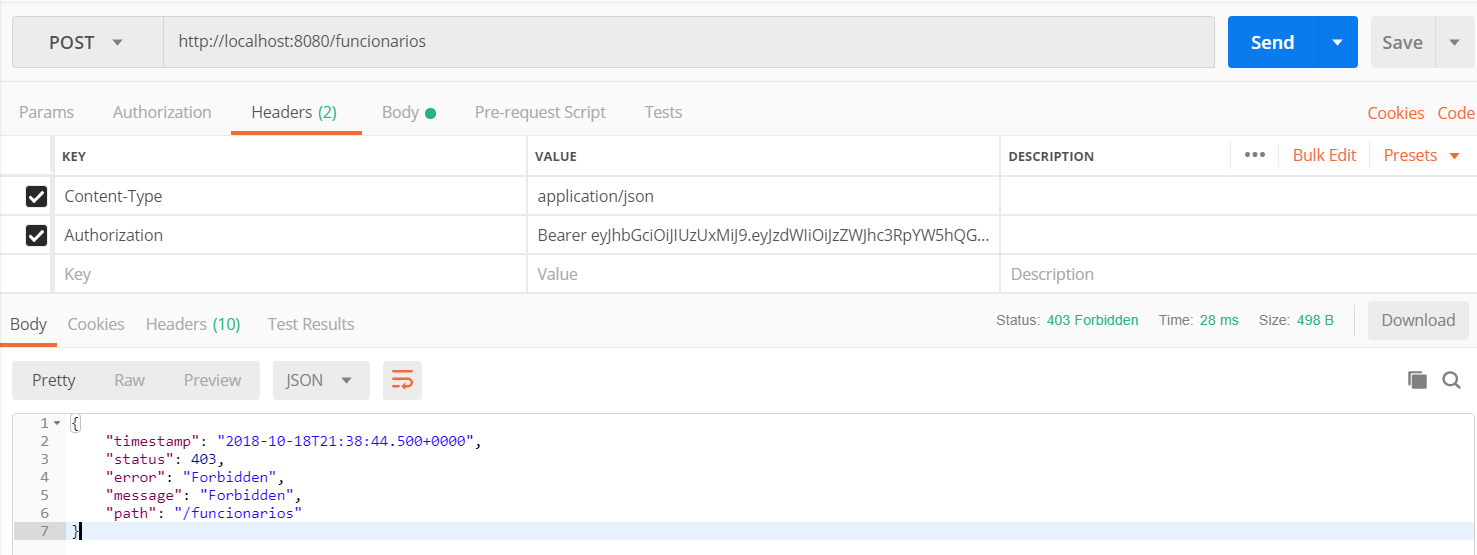 POST http://localhost:8080/funcionarios Send Save
Params Authorization Headers (2) Body Pre-request Script Tests Cookies Code
KEY VALUE DESCRIPTION ••• Bulk Edit Presets
Content-Type application/json
Authorization Bearer eyJhbGciOiJIUzUxMiJ9.eyJzdWIiOiJzZWJhc3RpYW5hQG...
Key Value Description
Body Cookies Headers (10) Test Results Status: 403 Forbidden Time: 28 ms Size: 498 B Download
Pretty Raw Preview JSON
1 {
2 "timestamp": "2018-10-18T21:38:44.500+0000",
3 "status": 403,
4 "error": "Forbidden",
5 "message": "Forbidden",
6 "path": "/funcionarios"
7 }